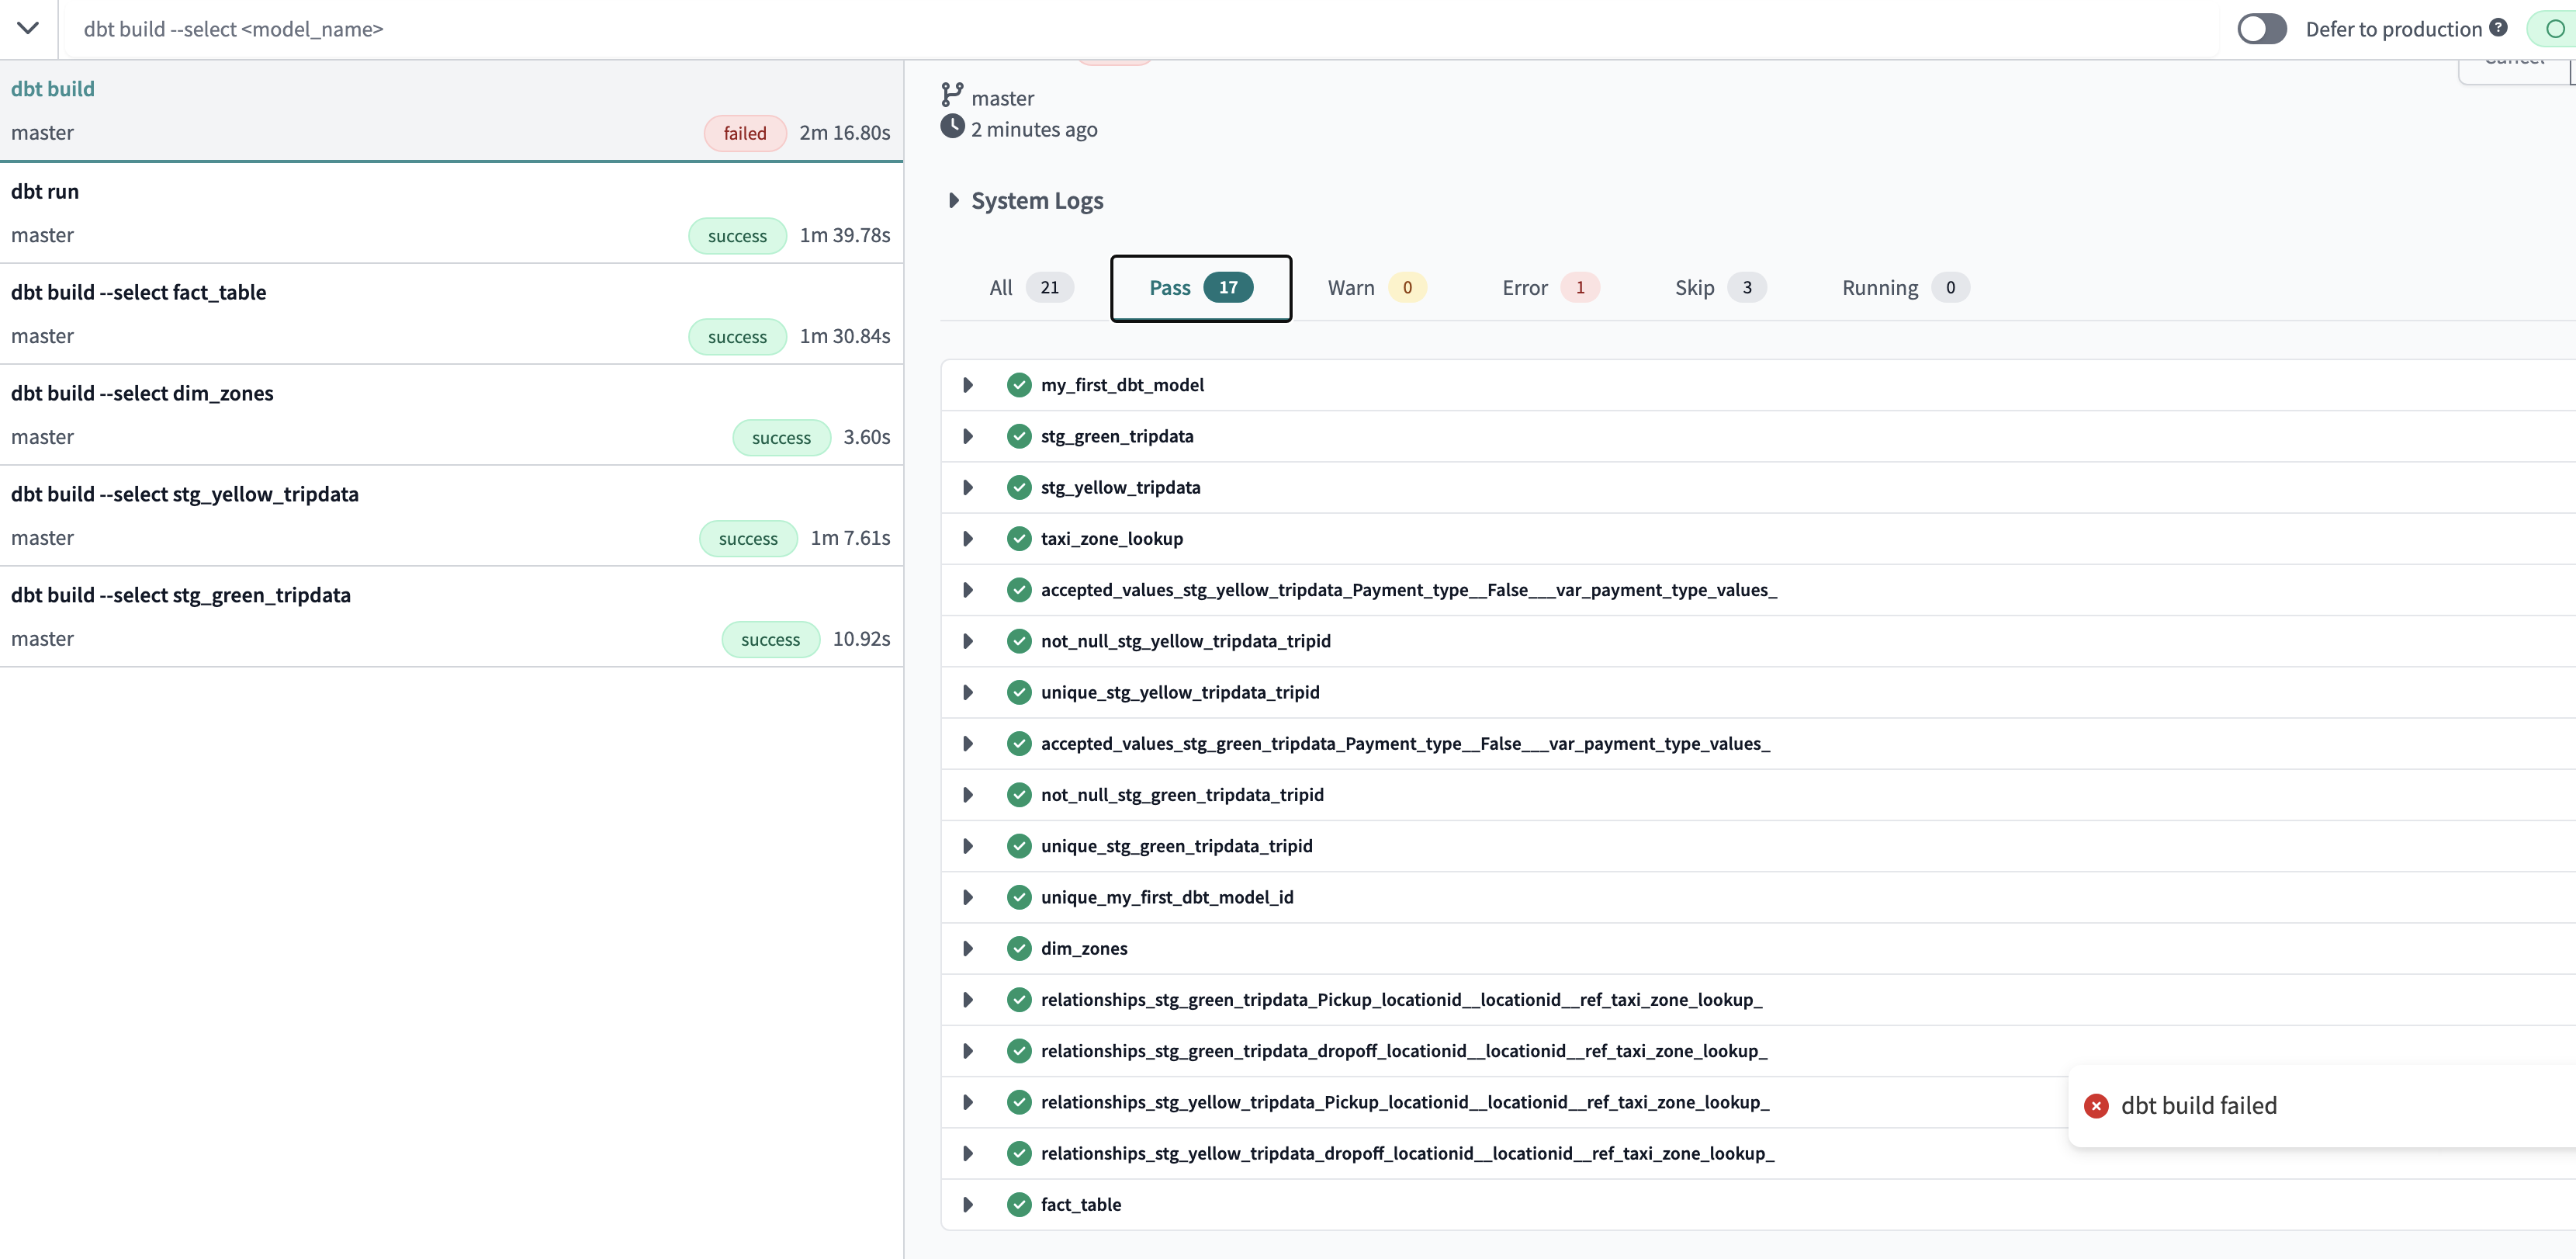 dbt build --select <model_name>
Defer to production ?
dbt build
master
failed 2m 16.80s
dbt run
master
success 1m 39.78s
dbt build --select fact_table
master
success 1m 30.84s
dbt build --select dim_zones
master
success 3.60s
dbt build --select stg_yellow_tripdata
master
success 1m 7.61s
dbt build --select stg_green_tripdata
master
success 10.92s
master
2 minutes ago
System Logs
All 21 Pass 17 Warn 0 Error 1 Skip 3 Running 0
my_first_dbt_model
stg_green_tripdata
stg_yellow_tripdata
taxi_zone_lookup
accepted_values_stg_yellow_tripdata_Payment_type__False___var_payment_type_values_
not_null_stg_yellow_tripdata_tripid
unique_stg_yellow_tripdata_tripid
accepted_values_stg_green_tripdata_Payment_type__False___var_payment_type_values_
not_null_stg_green_tripdata_tripid
unique_stg_green_tripdata_tripid
unique_my_first_dbt_model_id
dim_zones
relationships_stg_green_tripdata_Pickup_locationid__locationid__ref_taxi_zone_lookup_
relationships_stg_green_tripdata_dropoff_locationid__locationid__ref_taxi_zone_lookup_
relationships_stg_yellow_tripdata_Pickup_locationid__locationid__ref_taxi_zone_lookup_
relationships_stg_yellow_tripdata_dropoff_locationid__locationid__ref_taxi_zone_lookup_
fact_table
dbt build failed